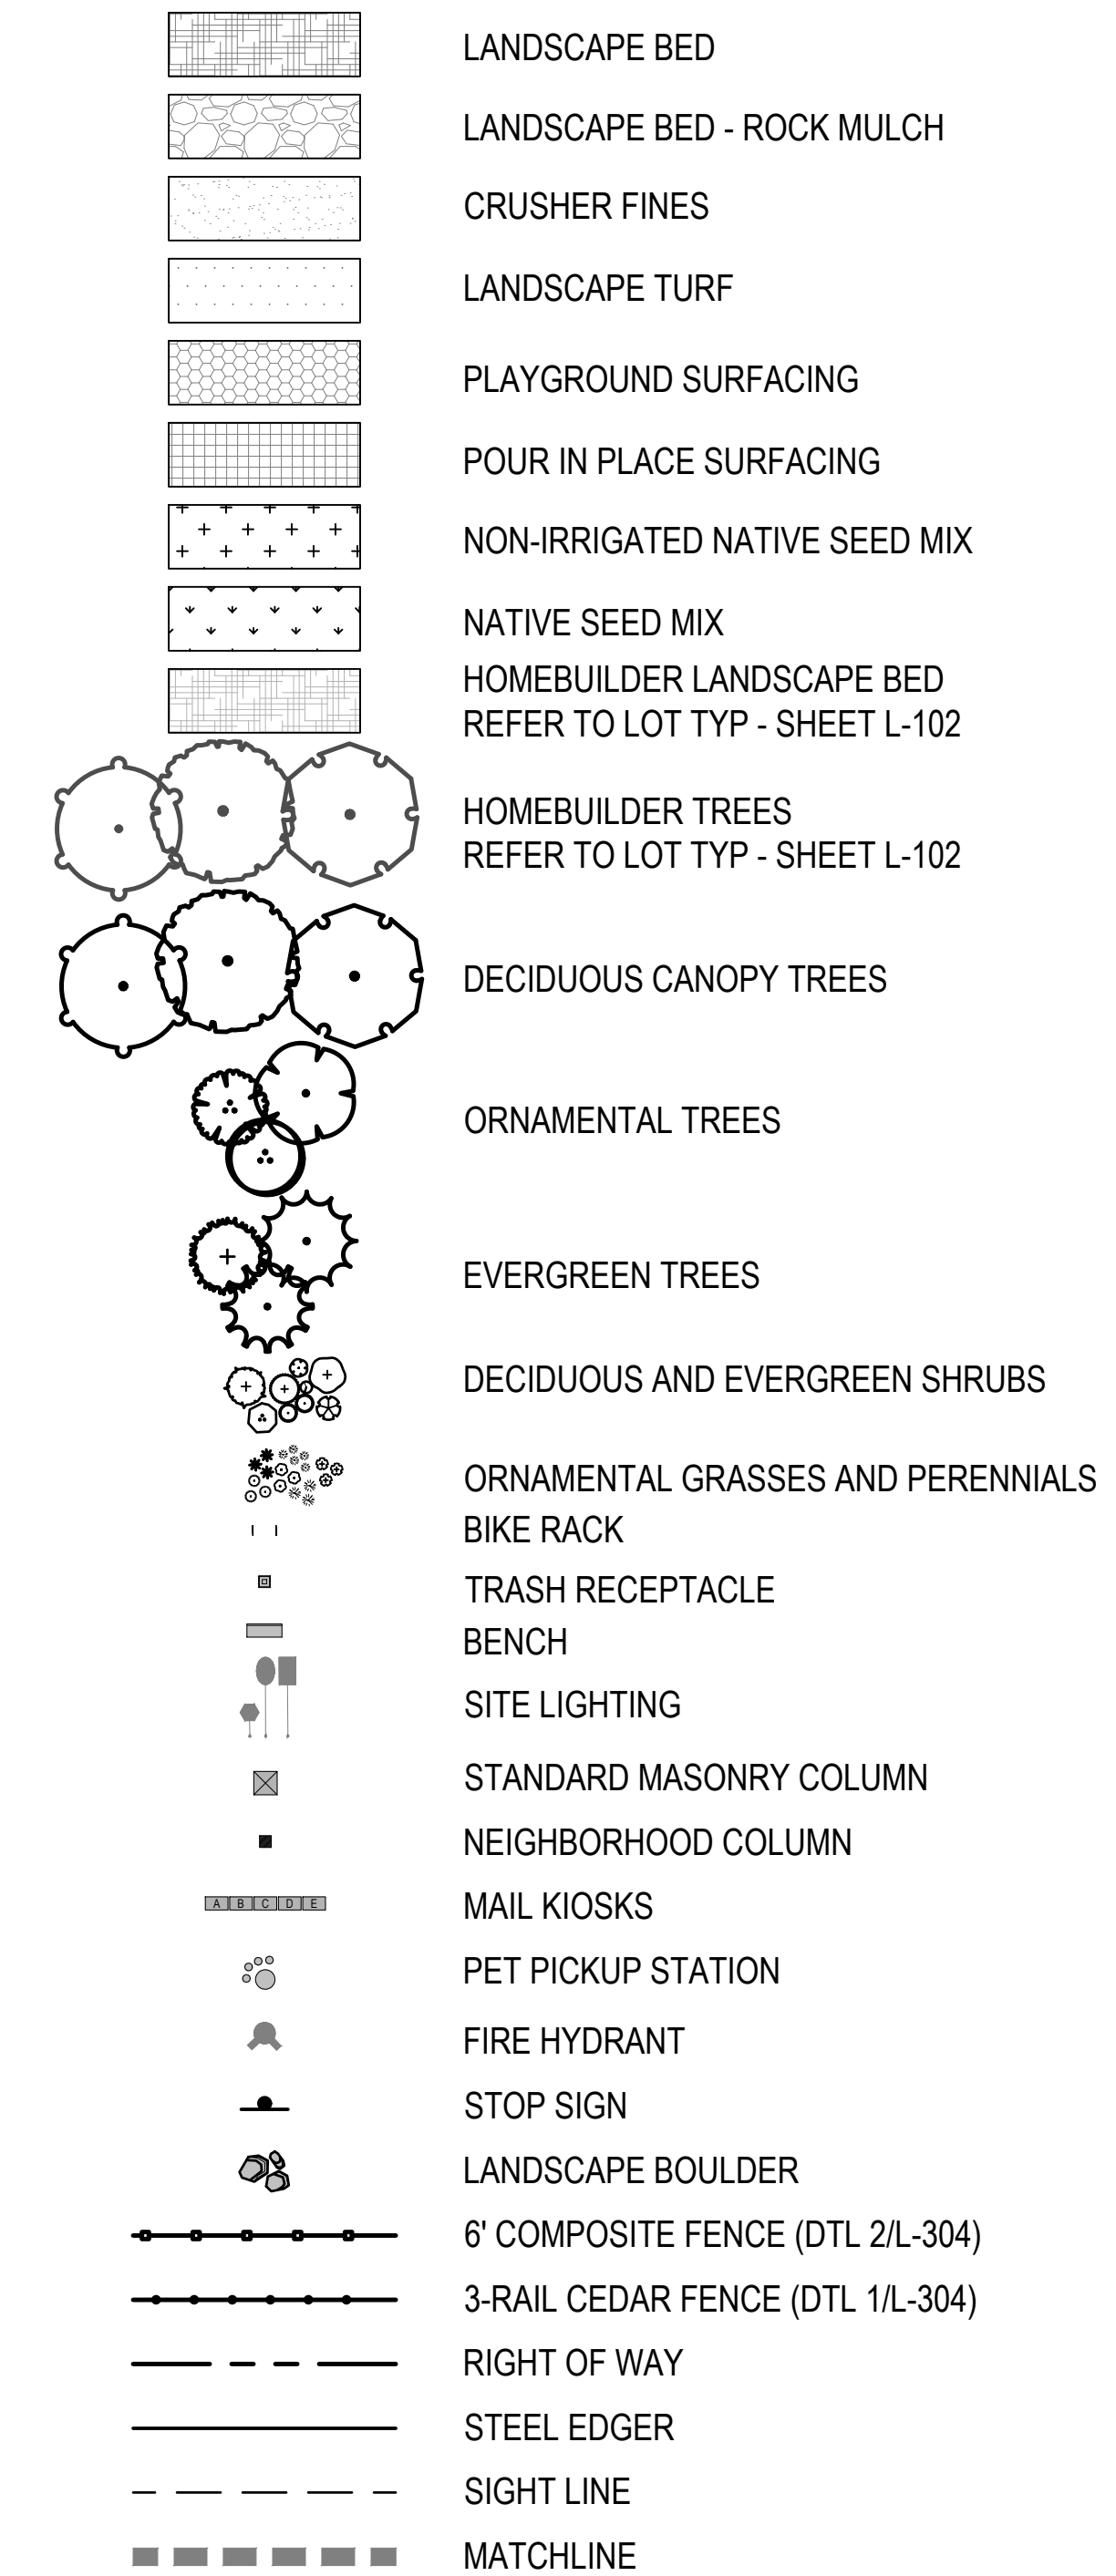 LANDSCAPE BED
LANDSCAPE BED - ROCK MULCH
CRUSHER FINES
LANDSCAPE TURF
PLAYGROUND SURFACING
POUR IN PLACE SURFACING
NON-IRRIGATED NATIVE SEED MIX
NATIVE SEED MIX
HOMEBUILDER LANDSCAPE BED
REFER TO LOT TYP - SHEET L-102
HOMEBUILDER TREES
REFER TO LOT TYP - SHEET L-102
DECIDUOUS CANOPY TREES
ORNAMENTAL TREES
EVERGREEN TREES
DECIDUOUS AND EVERGREEN SHRUBS
ORNAMENTAL GRASSES AND PERENNIALS
BIKE RACK
TRASH RECEPTACLE
BENCH
SITE LIGHTING
STANDARD MASONRY COLUMN
NEIGHBORHOOD COLUMN
A B C D E MAIL KIOSKS
PET PICKUP STATION
FIRE HYDRANT
STOP SIGN
LANDSCAPE BOULDER
6' COMPOSITE FENCE (DTL 2/L-304)
3-RAIL CEDAR FENCE (DTL 1/L-304)
RIGHT OF WAY
STEEL EDGER
SIGHT LINE
MATCHLINE